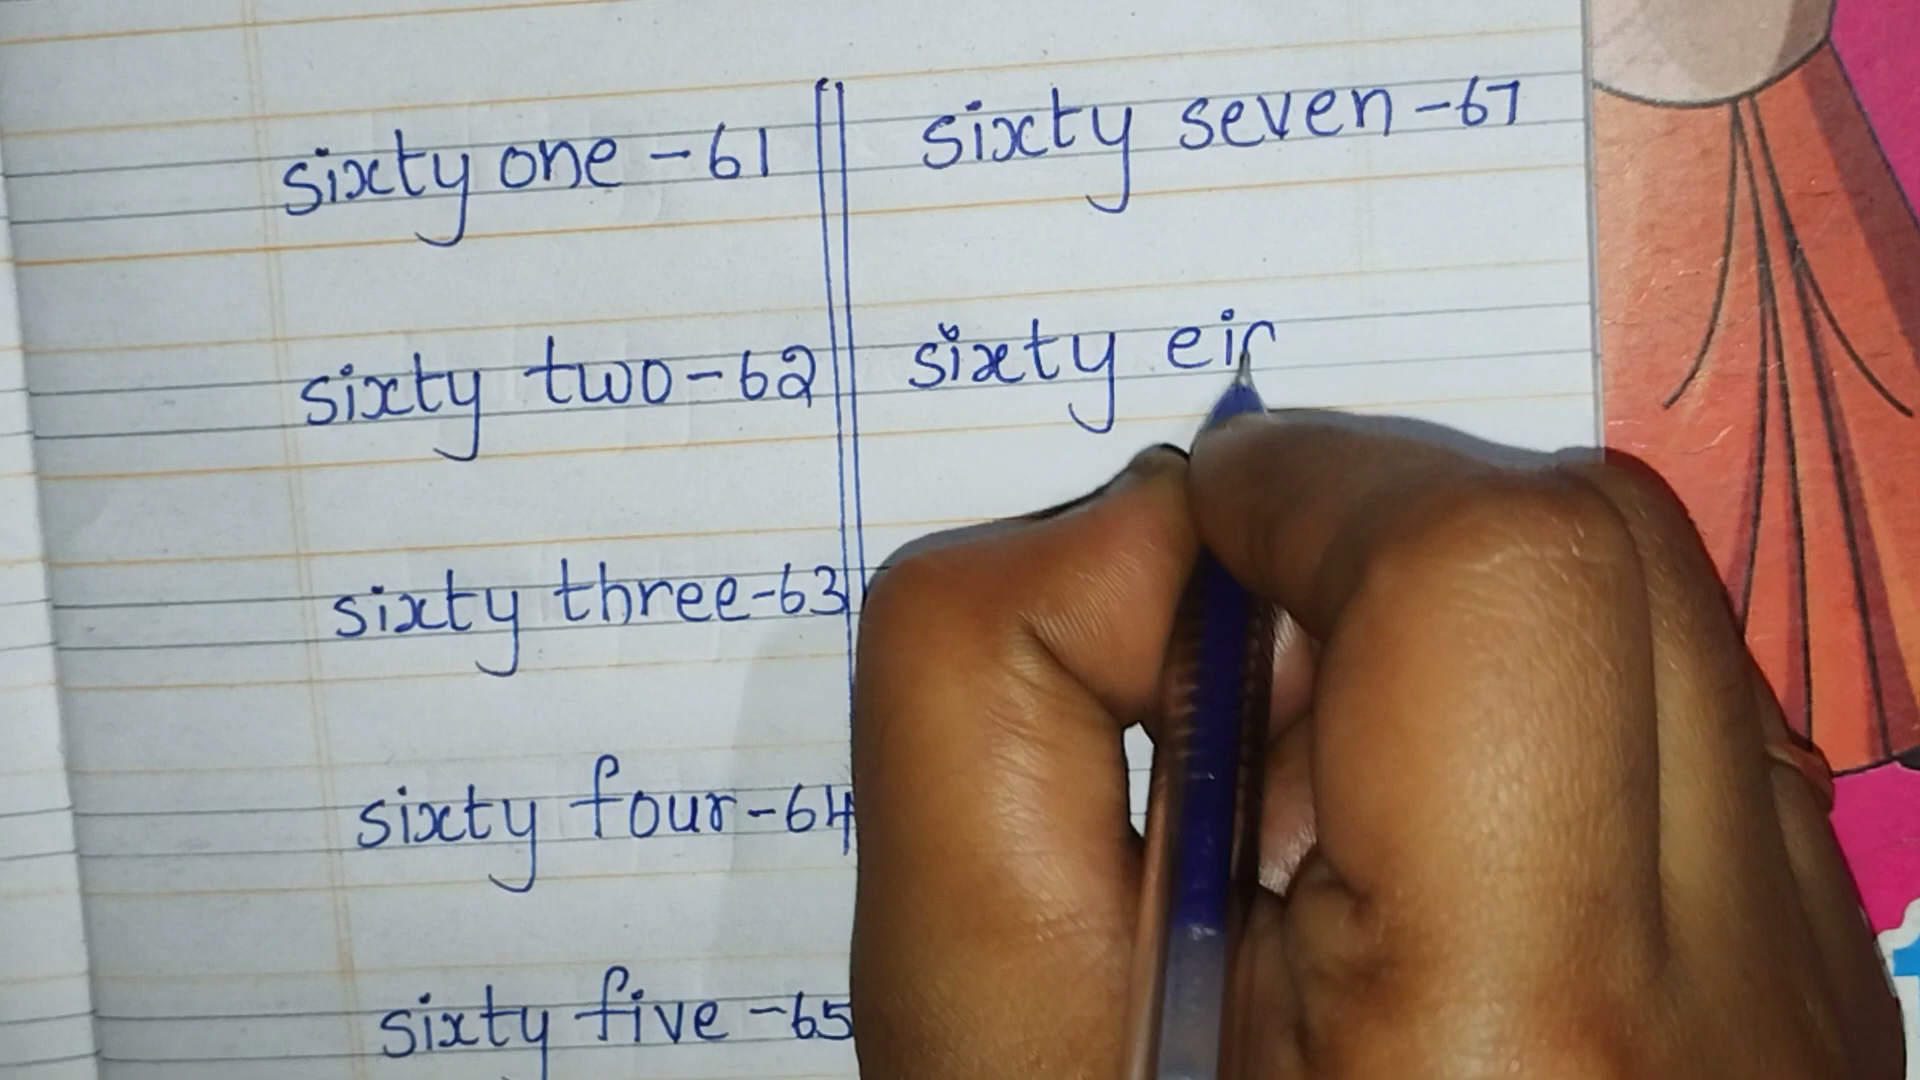 sixty one - 61
sixty two - 62
sixty three - 63
sixty four - 64
sixty five - 65
sixty seven - 67
sixty ei